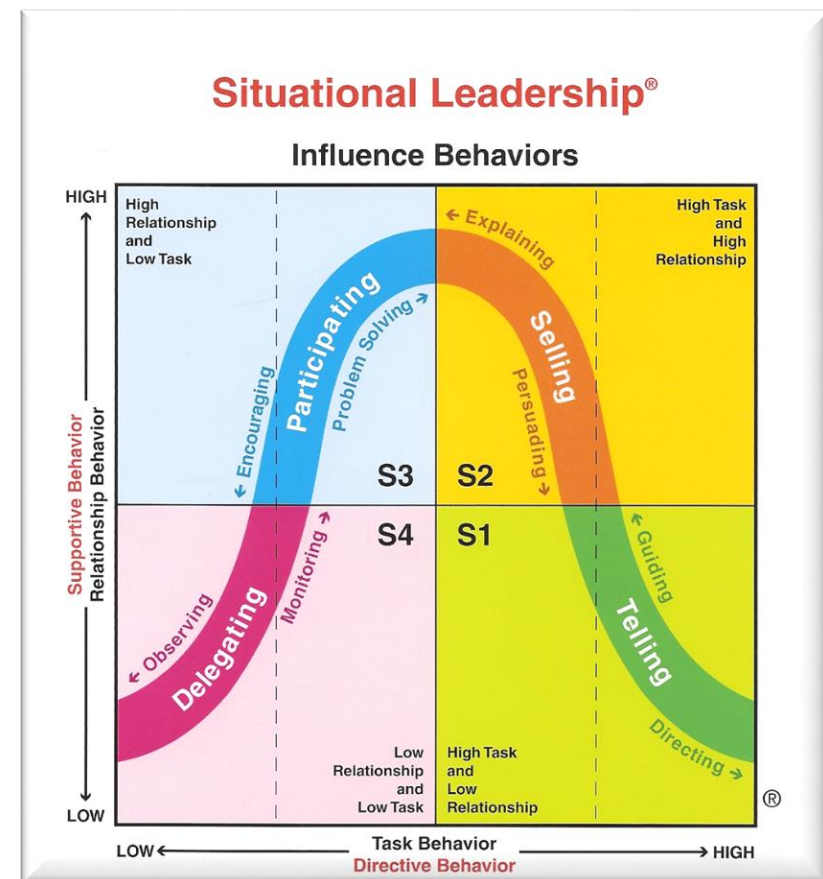 Situational Leadership®
Influence Behaviors
HIGH
High
Relationship
and
Low Task
← Explaining
High Task
and
High
Relationship
Participating
Problem Solving →
← Encouraging
Selling
Persuading →
S3
S2
Supportive Behavior
Relationship Behavior
S4
S1
← Observing
Delegating
Monitoring →
← Guiding
Telling
Directing →
Low
Relationship
and
Low Task
High Task
and
Low
Relationship
®
LOW
LOW
Task Behavior
HIGH
Directive Behavior